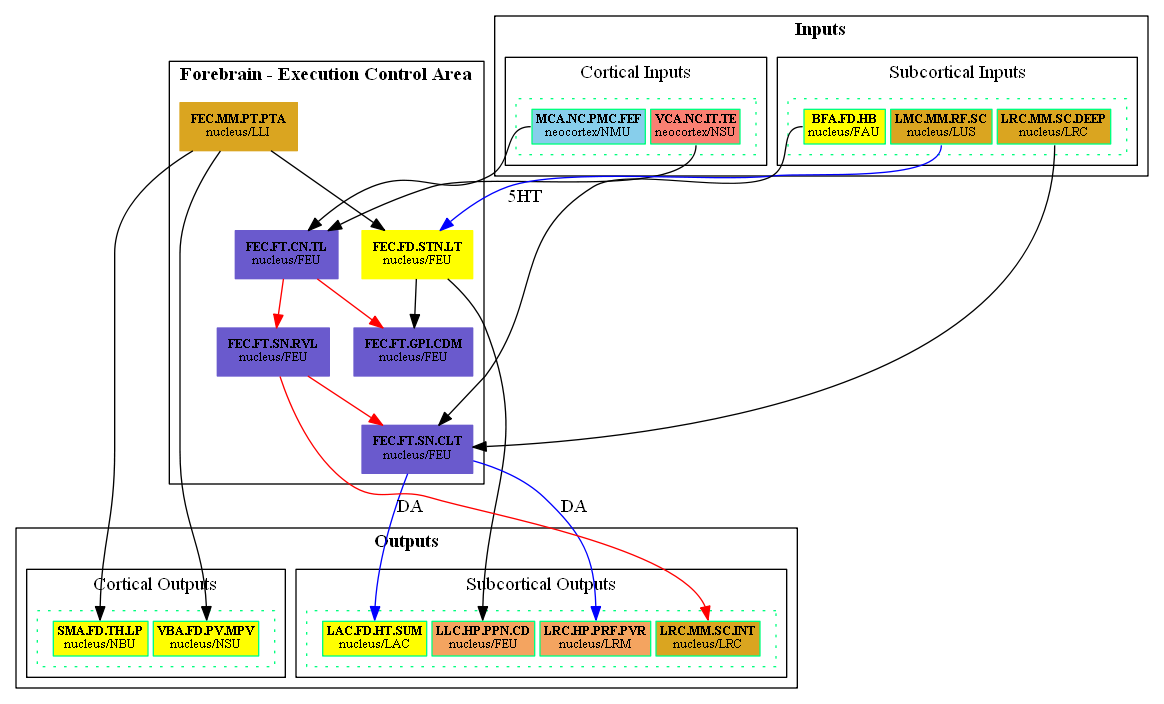 Inputs
Forebrain - Execution Control Area
Cortical Inputs
Subcortical Inputs
FEC.MM.PT.PTA
nucleus/LLI
MCA.NC.PMC.FEF
neocortex/NMU
VCA.NC.IT.TE
neocortex/NSU
BFA.FD.HB
nucleus/FAU
LMC.MM.RF.SC
nucleus/LUS
LRC.MM.SC.DEEP
nucleus/LRC
5HT
FEC.FT.CN.TL
nucleus/FEU
FEC.FD.STN.LT
nucleus/FEU
FEC.FT.SN.RVL
nucleus/FEU
FEC.FT.GPI.CDM
nucleus/FEU
FEC.FT.SN.CLT
nucleus/FEU
DA
DA
Outputs
Cortical Outputs
Subcortical Outputs
SMA.FD.TH.LP
nucleus/NBU
VBA.FD.PV.MPV
nucleus/NSU
LAC.FD.HT.SUM
nucleus/LAC
LLC.HP.PPN.CD
nucleus/FEU
LRC.HP.PRF.PVR
nucleus/LRM
LRC.MM.SC.INT
nucleus/LRC